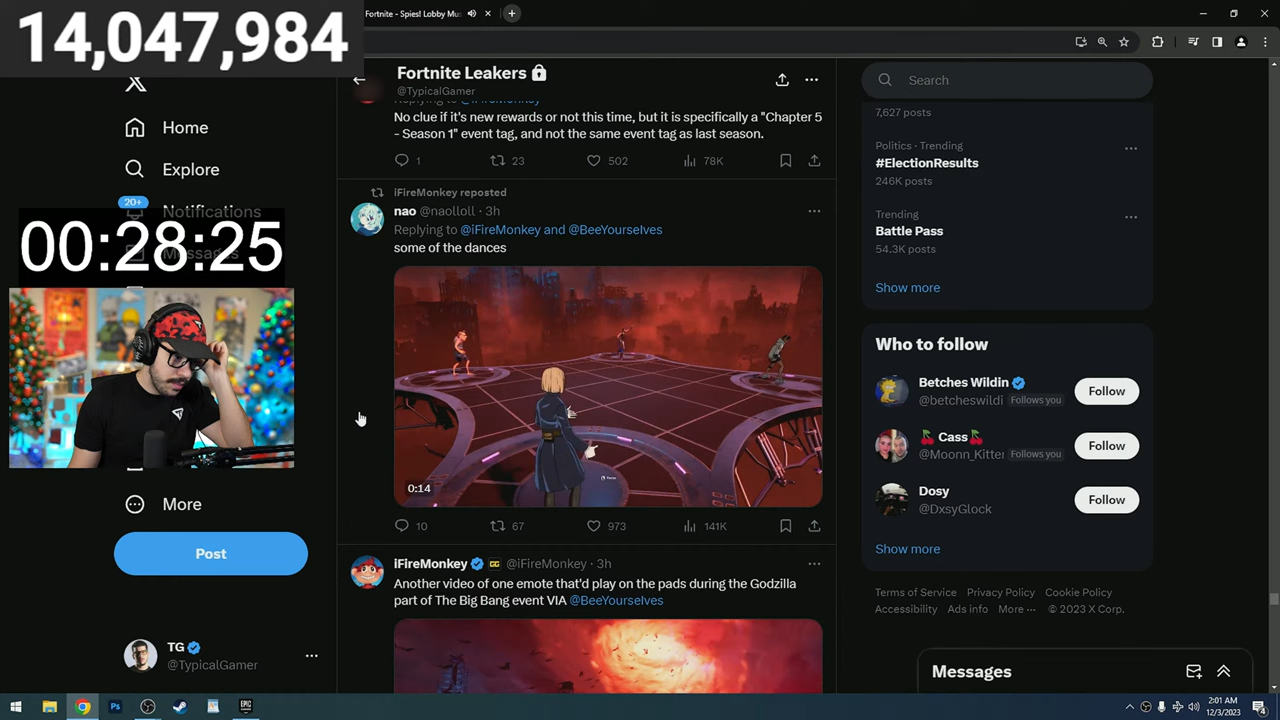 14,047,984
Fortnite - Spies! Lobby Mus
Fortnite Leakers
@TypicalGamer
Search
Home
Explore
20+
Notifications
00:28:25
More
Post
TG
@TypicalGamer
Replying to @iFireMonkey
No clue if it's new rewards or not this time, but it is specifically a "Chapter 5
- Season 1" event tag, and not the same event tag as last season.
1
23
502
78K
iFireMonkey reposted
nao @naolloll · 3h
Replying to @iFireMonkey and @BeeYourselves
some of the dances
0:14
10
67
973
141K
iFireMonkey @iFireMonkey · 3h
Another video of one emote that'd play on the pads during the Godzilla
part of The Big Bang event VIA @BeeYourselves
7,627 posts
Politics · Trending
#ElectionResults
246K posts
Trending
Battle Pass
54.3K posts
Show more
Who to follow
Betches Wildin
@betcheswildi Follows you
Follow
Cass
@Moonn_Kitter Follows you
Follow
Dosy
@DxsyGlock
Follow
Show more
Terms of Service Privacy Policy Cookie Policy
Accessibility Ads info More ··· © 2023 X Corp.
Messages
2:01 AM
12/3/2023